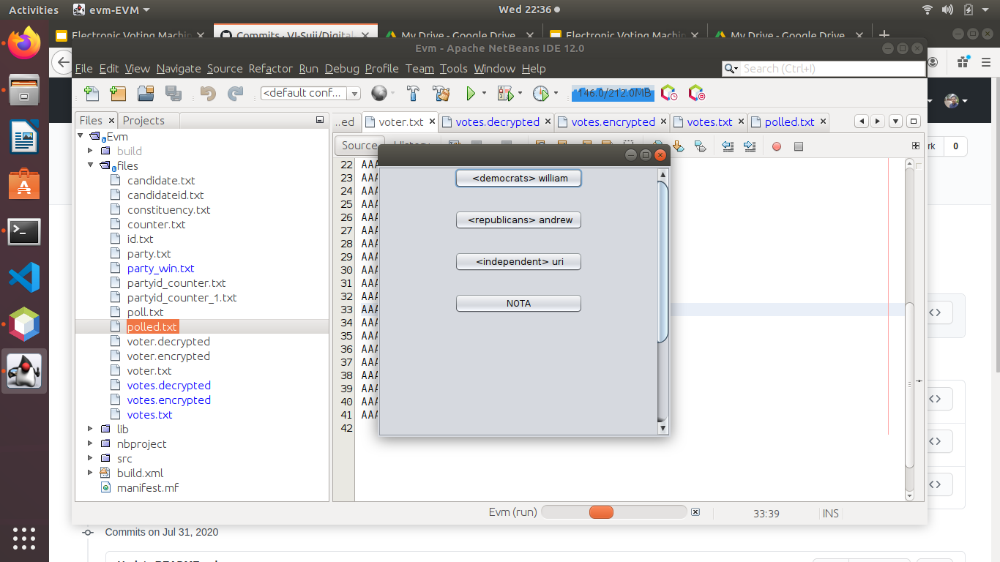 Activities evm-EVM Wed 22:36
Electronic Voting Machin Commits · VI-Suji/Digital My Drive - Google Drive Electronic Voting Machin My Drive - Google Drive
Evm - Apache NetBeans IDE 12.0
File Edit View Navigate Source Refactor Run Debug Profile Team Tools Window Help Search (Ctrl+I)
<default conf... 146.0/212.0MB
Files Projects ..ed voter.txt votes.decrypted votes.encrypted votes.txt polled.txt
Source History
rk 0
Evm
build
files
candidate.txt
candidateid.txt
constituency.txt
counter.txt
id.txt
party.txt
party_win.txt
partyid_counter.txt
partyid_counter_1.txt
poll.txt
polled.txt
voter.decrypted
voter.encrypted
voter.txt
votes.decrypted
votes.encrypted
votes.txt
lib
nbproject
src
build.xml
manifest.mf
22 AAA
23 AAA
24 AAA
25 AAA
26 AAA
27 AAA
28 AAA
29 AAA
30 AAA
31 AAA
32 AAA
33 AAA
34 AAA
35 AAA
36 AAA
37 AAA
38 AAA
39 AAA
40 AAA
41 AAA
42
<democrats> william
<republicans> andrew
<independent> uri
NOTA
Evm (run) 33:39 INS
Commits on Jul 31, 2020